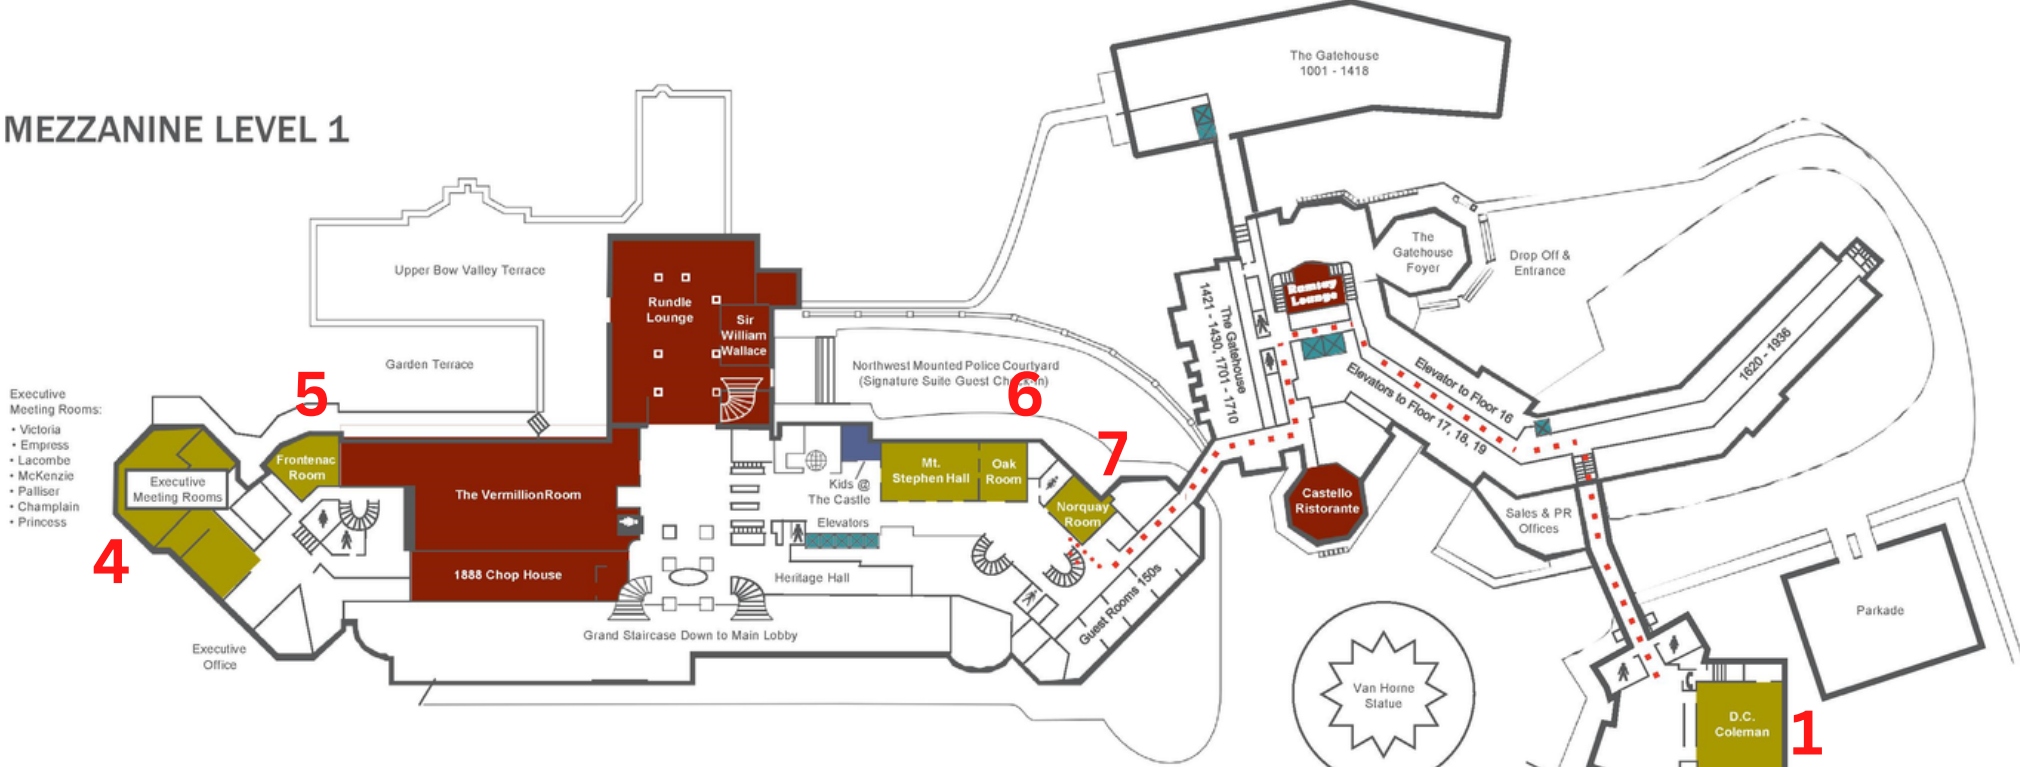 MEZZANINE LEVEL 1
The Gatehouse
1001 - 1418
The
Gatehouse
Foyer
Drop Off &
Entrance
Upper Bow Valley Terrace
Rundle
Lounge
Sir
William
Wallace
Ramsay
Lounge
The Gatehouse
1421 - 1430, 1701 - 1710
Garden Terrace
Northwest Mounted Police Courtyard
(Signature Suite Guest Check-in)
Elevator to Floor 16
Elevators to Floor 17, 18, 19
1620 - 1936
Executive
Meeting Rooms:
• Victoria
• Empress
• Lacombe
• McKenzie
• Palliser
• Champlain
• Princess
5
6
7
4
1
Frontenac
Room
Executive
Meeting Rooms
The VermillionRoom
Kids @
The Castle
Mt.
Stephen Hall
Oak
Room
Norquay
Room
Castello
Ristorante
Sales & PR
Offices
Elevators
1888 Chop House
Heritage Hall
Guest Rooms 150s
Grand Staircase Down to Main Lobby
Executive
Office
Van Horne
Statue
Parkade
D.C.
Coleman